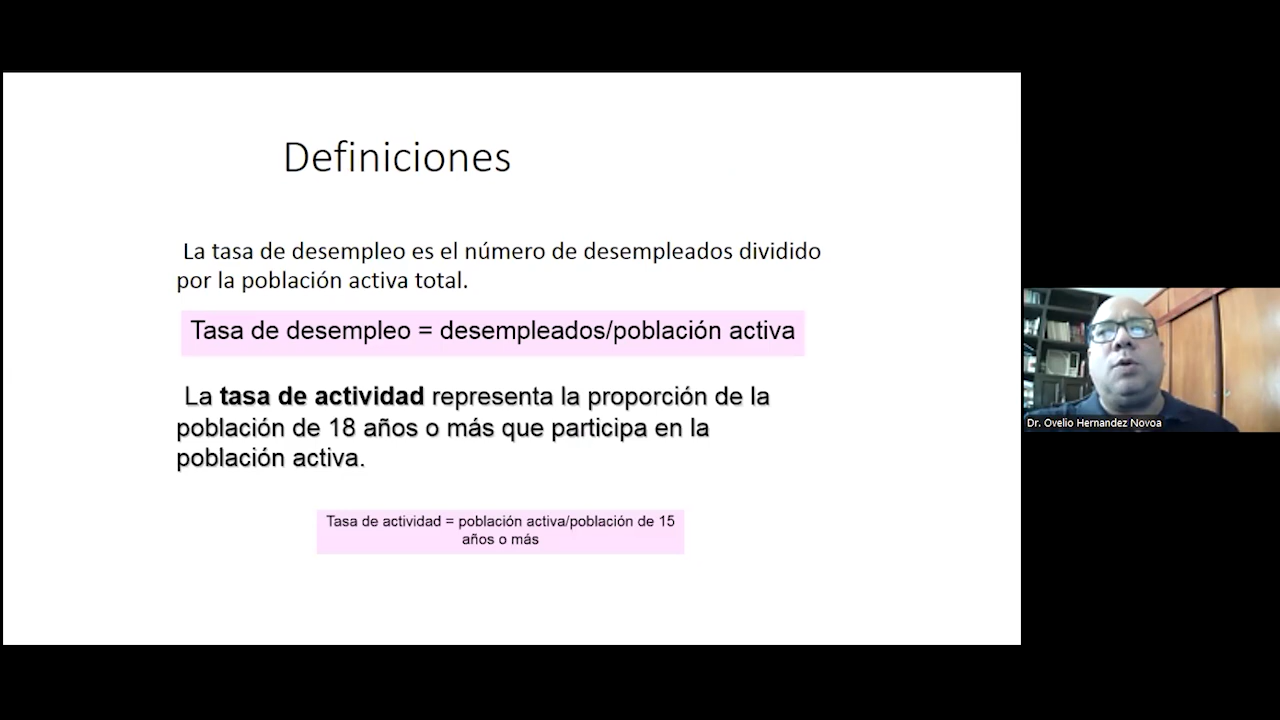 Definiciones
La tasa de desempleo es el número de desempleados dividido
por la población activa total.
Tasa de desempleo = desempleados/población activa
La tasa de actividad representa la proporción de la
población de 18 años o más que participa en la
población activa.
Tasa de actividad = población activa/población de 15
años o más
Dr. Ovelio Hernandez Novoa